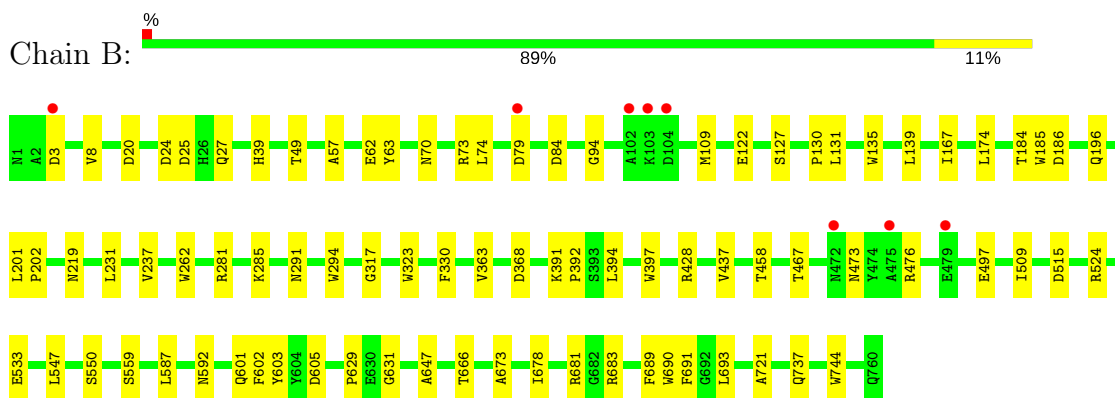 %
Chain B:
89% 11%
N1 A2 D3 V8 D20 D24 D25 H26 Q27 H39 T49 A57 E62 Y63 N70 R73 L74 D79 D84 G94 A102 K103 D104 M109 E122 S127 P130 L131 W135 L139 I167 L174 T184 W185 D186 Q196
L201 P202 N219 L231 V237 W262 R281 K285 N291 W294 G317 W323 F330 V363 D368 K391 P392 S393 L394 W397 R428 V437 T458 T467 N472 N473 Y474 A475 R476 E479 E497 I509 D515 R524
E533 L547 S550 S559 L587 N592 Q601 F602 Y603 Y604 D605 P629 E630 G631 A647 T666 A673 I678 R681 G682 R683 F689 W690 F691 G692 L693 A721 Q737 W744 Q760